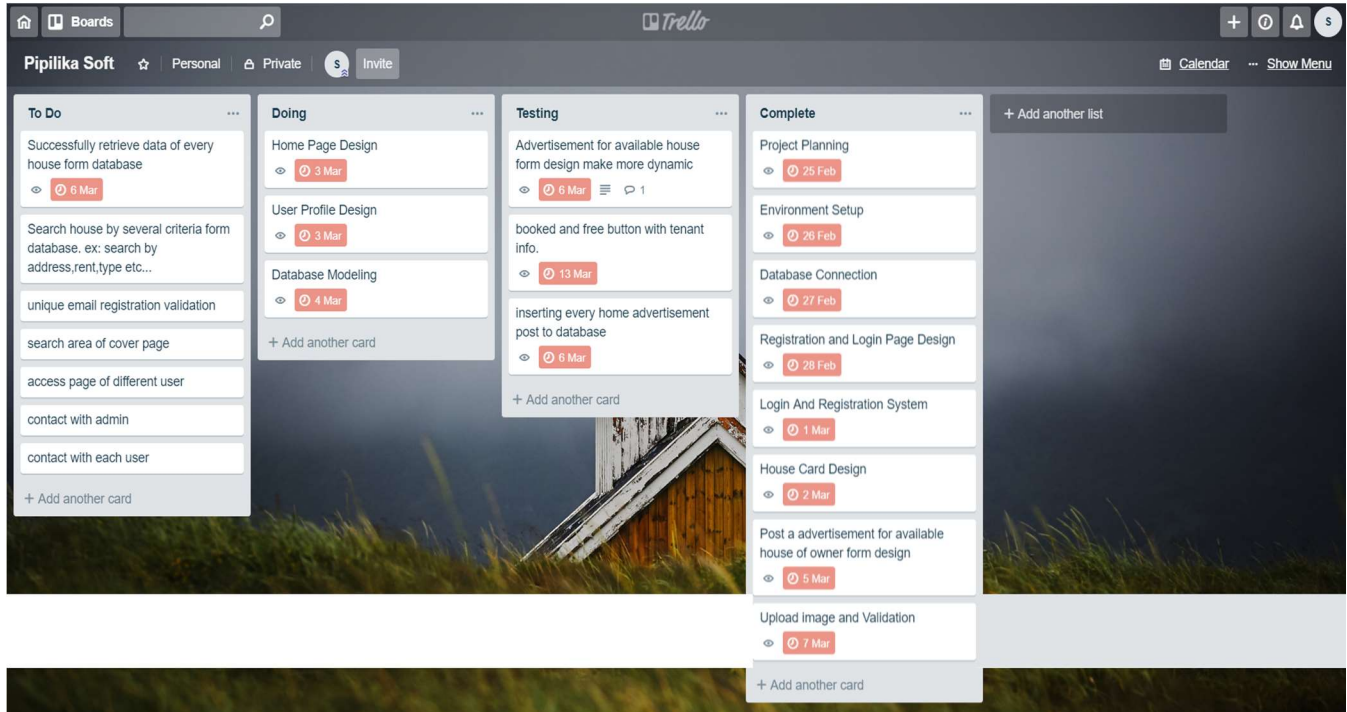 Boards
Trello
S
Pipilika Soft
Personal
Private
S
Invite
Calendar
··· Show Menu
To Do
Successfully retrieve data of every
house form database
6 Mar
Search house by several criteria form
database. ex: search by
address,rent,type etc...
unique email registration validation
search area of cover page
access page of different user
contact with admin
contact with each user
+ Add another card
Doing
Home Page Design
3 Mar
User Profile Design
3 Mar
Database Modeling
4 Mar
+ Add another card
Testing
Advertisement for available house
form design make more dynamic
6 Mar
1
booked and free button with tenant
info.
13 Mar
inserting every home advertisement
post to database
6 Mar
+ Add another card
Complete
Project Planning
25 Feb
Environment Setup
26 Feb
Database Connection
27 Feb
Registration and Login Page Design
28 Feb
Login And Registration System
1 Mar
House Card Design
2 Mar
Post a advertisement for available
house of owner form design
5 Mar
Upload image and Validation
7 Mar
+ Add another card
+ Add another list